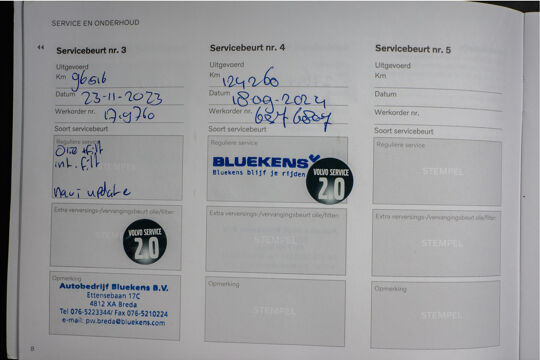 SERVICE EN ONDERHOUD
Servicebeurt nr. 3
Uitgevoerd
Km 96516
Datum 23-11-2023
Werkorder nr. 179760
Soort servicebeurt
Reguliere service
Olie + filt
int. filt
navi update
Extra verversings-/vervangingsbeurt olie/filter:
VOLVO SERVICE
2.0
Opmerking
Autobedrijf Bluekens B.V.
Ettensebaan 17C
4812 XA Breda
Tel 076-5223344/ Fax 076-5210224
e-mail: pw.breda@bluekens.com
Servicebeurt nr. 4
Uitgevoerd
Km 124260
Datum 18-09-2024
Werkorder nr.
Soort servicebeurt
Reguliere service
BLUEKENS
Bluekens blijf je rijden
VOLVO SERVICE
2.0
Extra verversings-/vervangingsbeurt olie/filter:
STEMPEL
Opmerking
STEMPEL
Servicebeurt nr. 5
Uitgevoerd
Km
Datum
Werkorder nr.
Soort servicebeurt
Reguliere service
STEMPEL
Extra verversings-/vervangingsbeurt olie/filter:
STEMPEL
Opmerking
STEMPEL
8